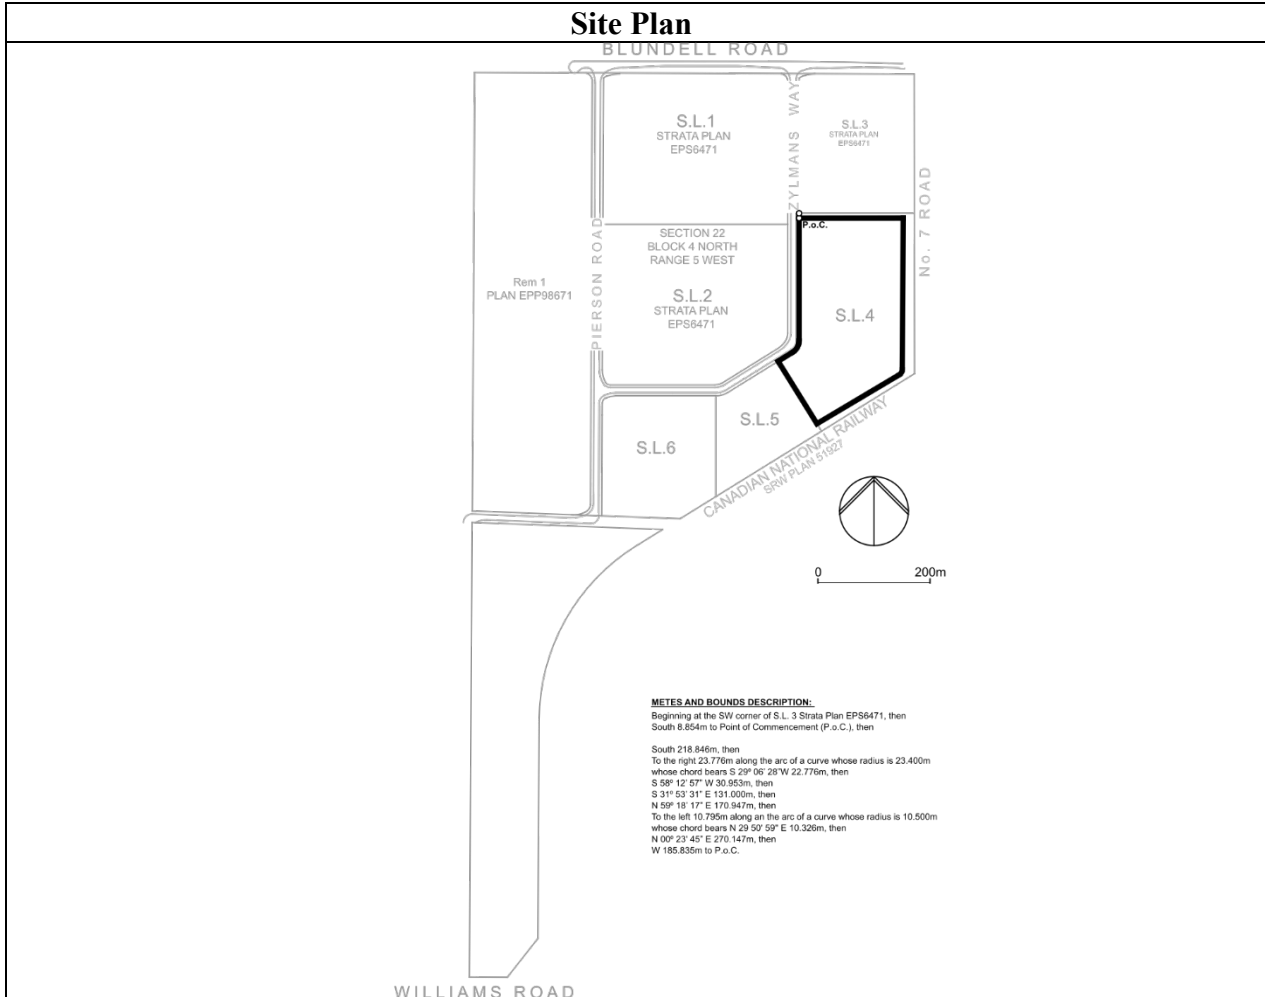 Site Plan
BLUNDELL ROAD
S.L.1
STRATA PLAN
EPS6471
ZYLMANS WAY
S.L.3
STRATA PLAN
EPS6471
No. 7 ROAD
P.o.C.
PIERSON ROAD
SECTION 22
BLOCK 4 NORTH
RANGE 5 WEST
Rem 1
PLAN EPP98671
S.L.2
STRATA PLAN
EPS6471
S.L.4
S.L.5
S.L.6
CANADIAN NATIONAL RAILWAY
SRW PLAN 51927
0 200m
METES AND BOUNDS DESCRIPTION:
Beginning at the SW corner of S.L. 3 Strata Plan EPS6471, then
South 8.854m to Point of Commencement (P.o.C.), then
South 218.846m, then
To the right 23.776m along the arc of a curve whose radius is 23.400m
whose chord bears S 29º 06' 28"W 22.776m, then
S 58º 12' 57" W 30.953m, then
S 31º 53' 31" E 131.000m, then
N 59º 18' 17" E 170.947m, then
To the left 10.795m along an the arc of a curve whose radius is 10.500m
whose chord bears N 29 50' 59" E 10.326m, then
N 00º 23' 45" E 270.147m, then
W 185.835m to P.o.C.
WILLIAMS ROAD